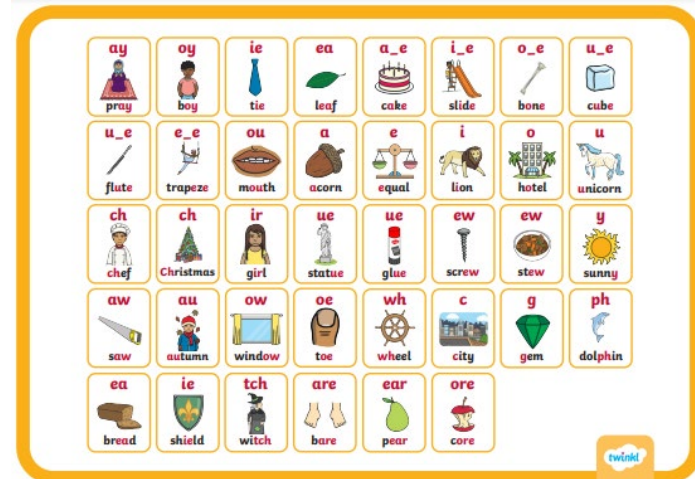 ay oy ie ea a_e i_e o_e u_e
pray boy tie leaf cake slide bone cube
u_e e_e ou a e i o u
flute trapeze mouth acorn equal lion hotel unicorn
ch ch ir ue ue ew ew y
chef Christmas girl statue glue screw stew sunny
aw au ow oe wh c g ph
saw autumn window toe wheel city gem dolphin
ea ie tch are ear ore
bread shield witch bare pear core
twinkl